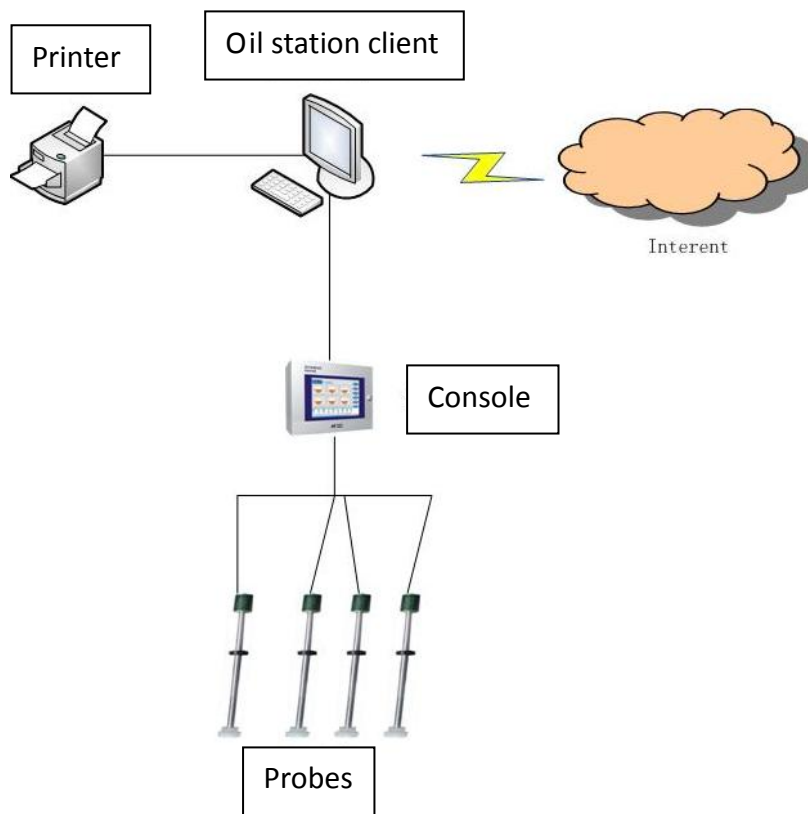 Printer
Oil station client
Interent
Console
Probes